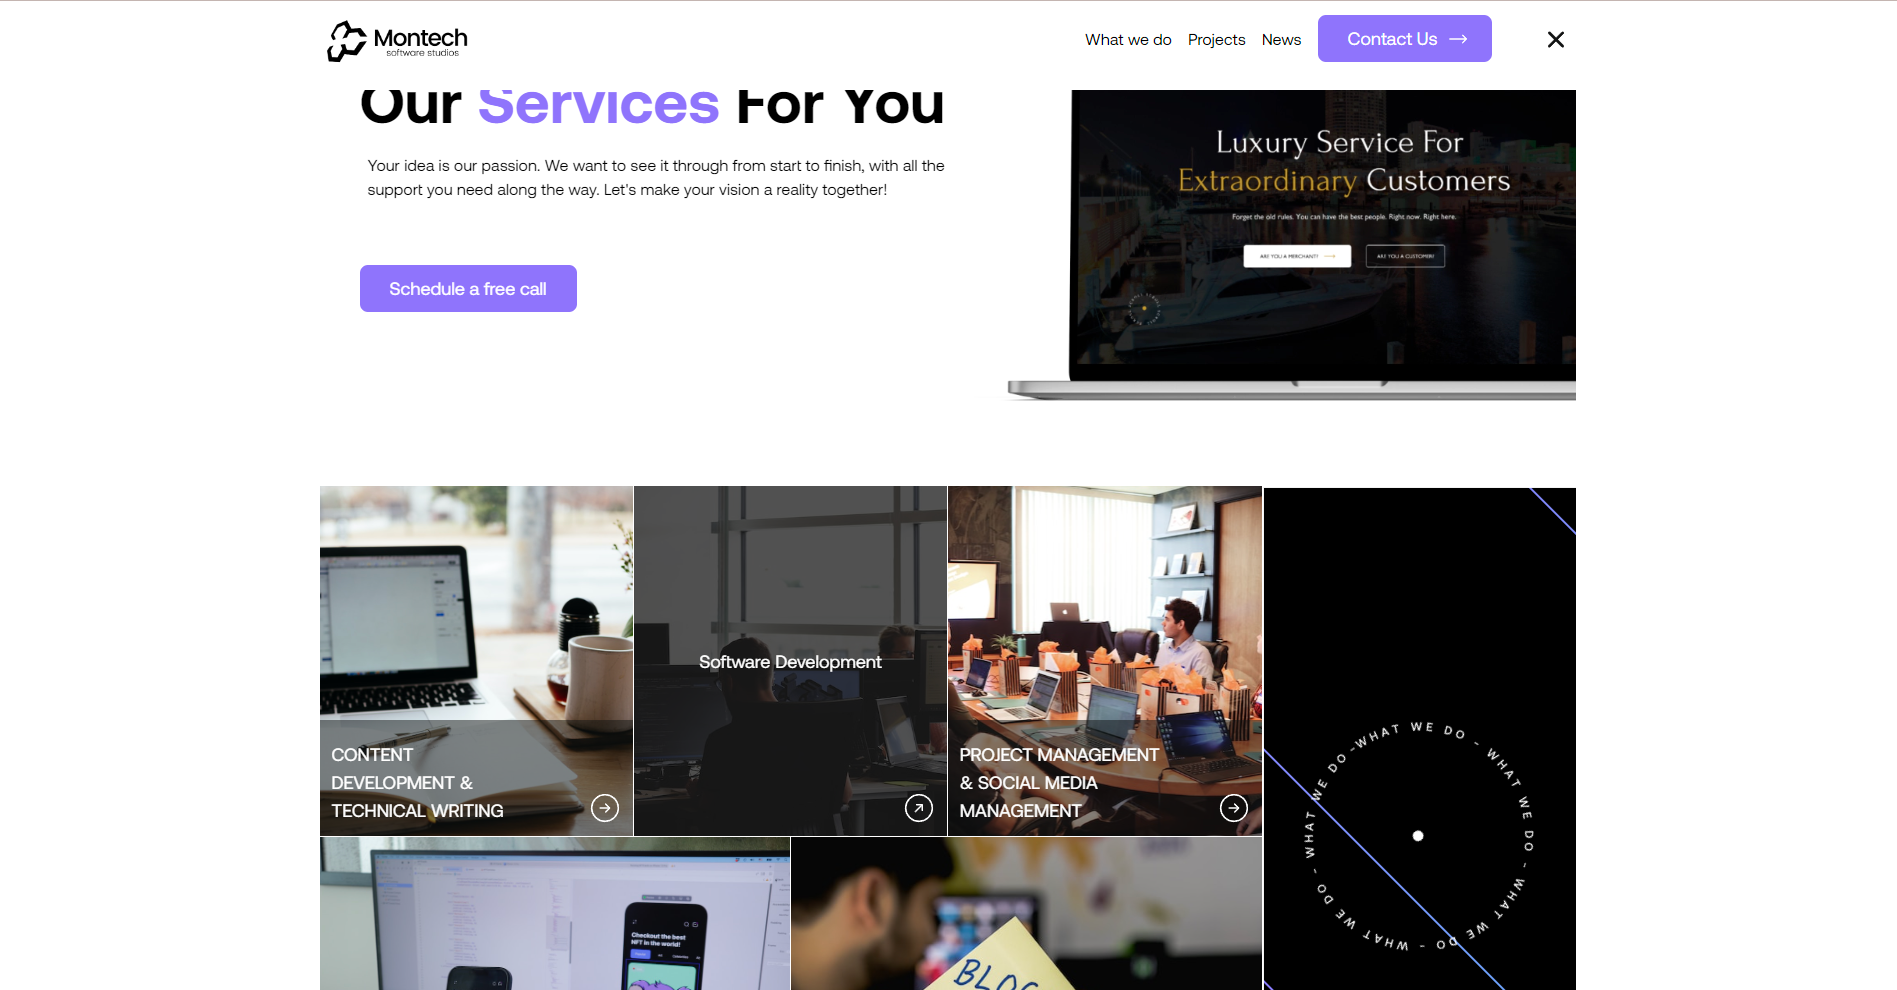 Montech
software studios
What we do
Projects
News
Contact Us
Our Services For You
Your idea is our passion. We want to see it through from start to finish, with all the
support you need along the way. Let's make your vision a reality together!
Schedule a free call
Luxury Service For
Extraordinary Customers
Forget the old rules. You can have the best people. Right now. Right here.
ARE YOU A MERCHANT?
ARE YOU A CUSTOMER?
CONTENT
DEVELOPMENT &
TECHNICAL WRITING
Software Development
PROJECT MANAGEMENT
& SOCIAL MEDIA
MANAGEMENT
WHAT WE DO - WHAT WE DO - WHAT WE DO - WHAT WE DO - WHAT WE DO -
Checkout the best
NFT in the world!
BLOG